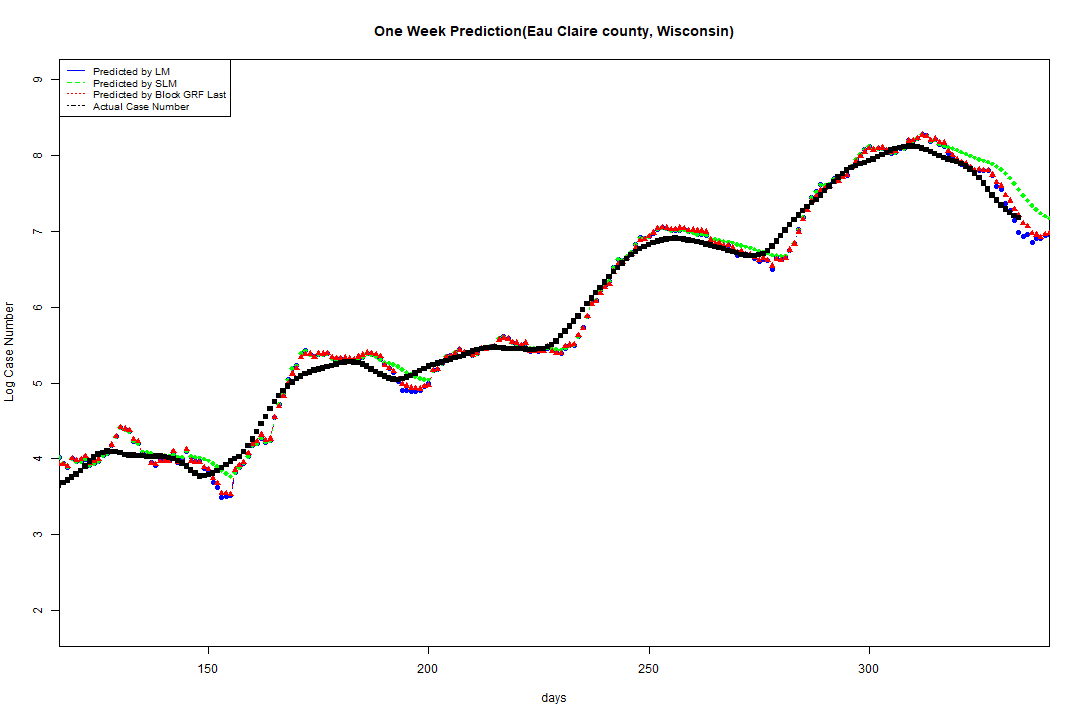 One Week Prediction(Eau Claire county, Wisconsin)
Predicted by LM
Predicted by SLM
Predicted by Block GRF Last
Actual Case Number
Log Case Number
9
8
7
6
5
4
3
2
150
200
250
300
days